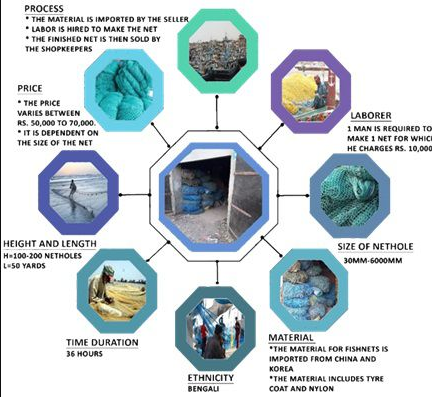 PROCESS
* THE MATERIAL IS IMPORTED BY THE SELLER
* LABOR IS HIRED TO MAKE THE NET
* THE FINISHED NET IS THEN SOLD BY
THE SHOPKEEPERS
PRICE
* THE PRICE
VARIES BETWEEN
RS. 50,000 TO 70,000.
* IT IS DEPENDENT ON
THE SIZE OF THE NET
LABORER
1 MAN IS REQUIRED TO
MAKE 1 NET FOR WHICH
HE CHARGES RS. 10,000
HEIGHT AND LENGTH
H=100-200 NETHOLES
L=50 YARDS
SIZE OF NETHOLE
30MM-6000MM
TIME DURATION
36 HOURS
ETHNICITY
BENGALI
MATERIAL
*THE MATERIAL FOR FISHNETS IS
IMPORTED FROM CHINA AND
KOREA
*THE MATERIAL INCLUDES TYRE
COAT AND NYLON